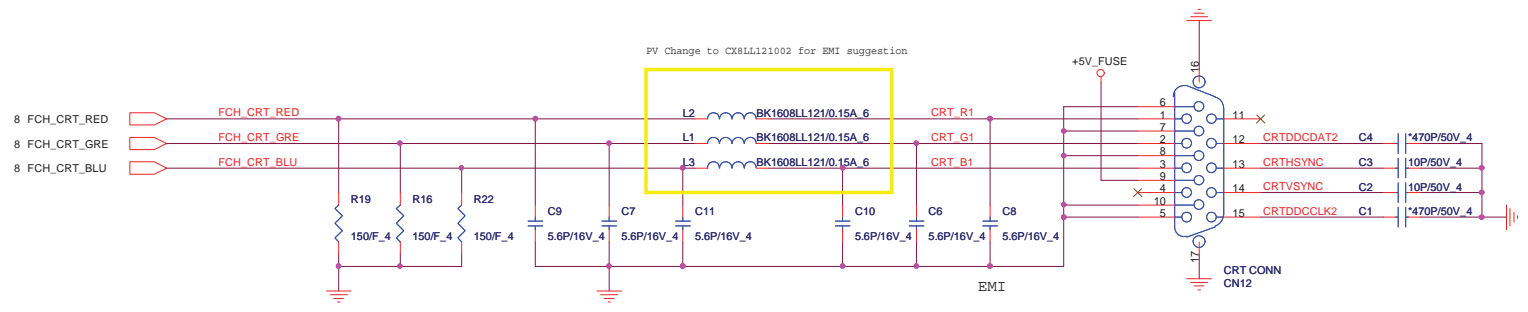 PV Change to CX8LL121002 for EMI suggestion
+5V_FUSE
16
8 FCH_CRT_RED
FCH_CRT_RED
L2
BK1608LL121/0.15A_6
CRT_R1
6
1
11
8 FCH_CRT_GRE
FCH_CRT_GRE
L1
BK1608LL121/0.15A_6
CRT_G1
7
2
12
CRTDDCDAT2
C4
*470P/50V_4
8 FCH_CRT_BLU
FCH_CRT_BLU
L3
BK1608LL121/0.15A_6
CRT_B1
8
3
13
CRTHSYNC
C3
10P/50V_4
9
4
14
CRTVSYNC
C2
10P/50V_4
10
5
15
CRTDDCCLK2
C1
*470P/50V_4
R19
150/F_4
R16
150/F_4
R22
150/F_4
C9
5.6P/16V_4
C7
5.6P/16V_4
C11
5.6P/16V_4
C10
5.6P/16V_4
C6
5.6P/16V_4
C8
5.6P/16V_4
17
EMI
CRT CONN
CN12